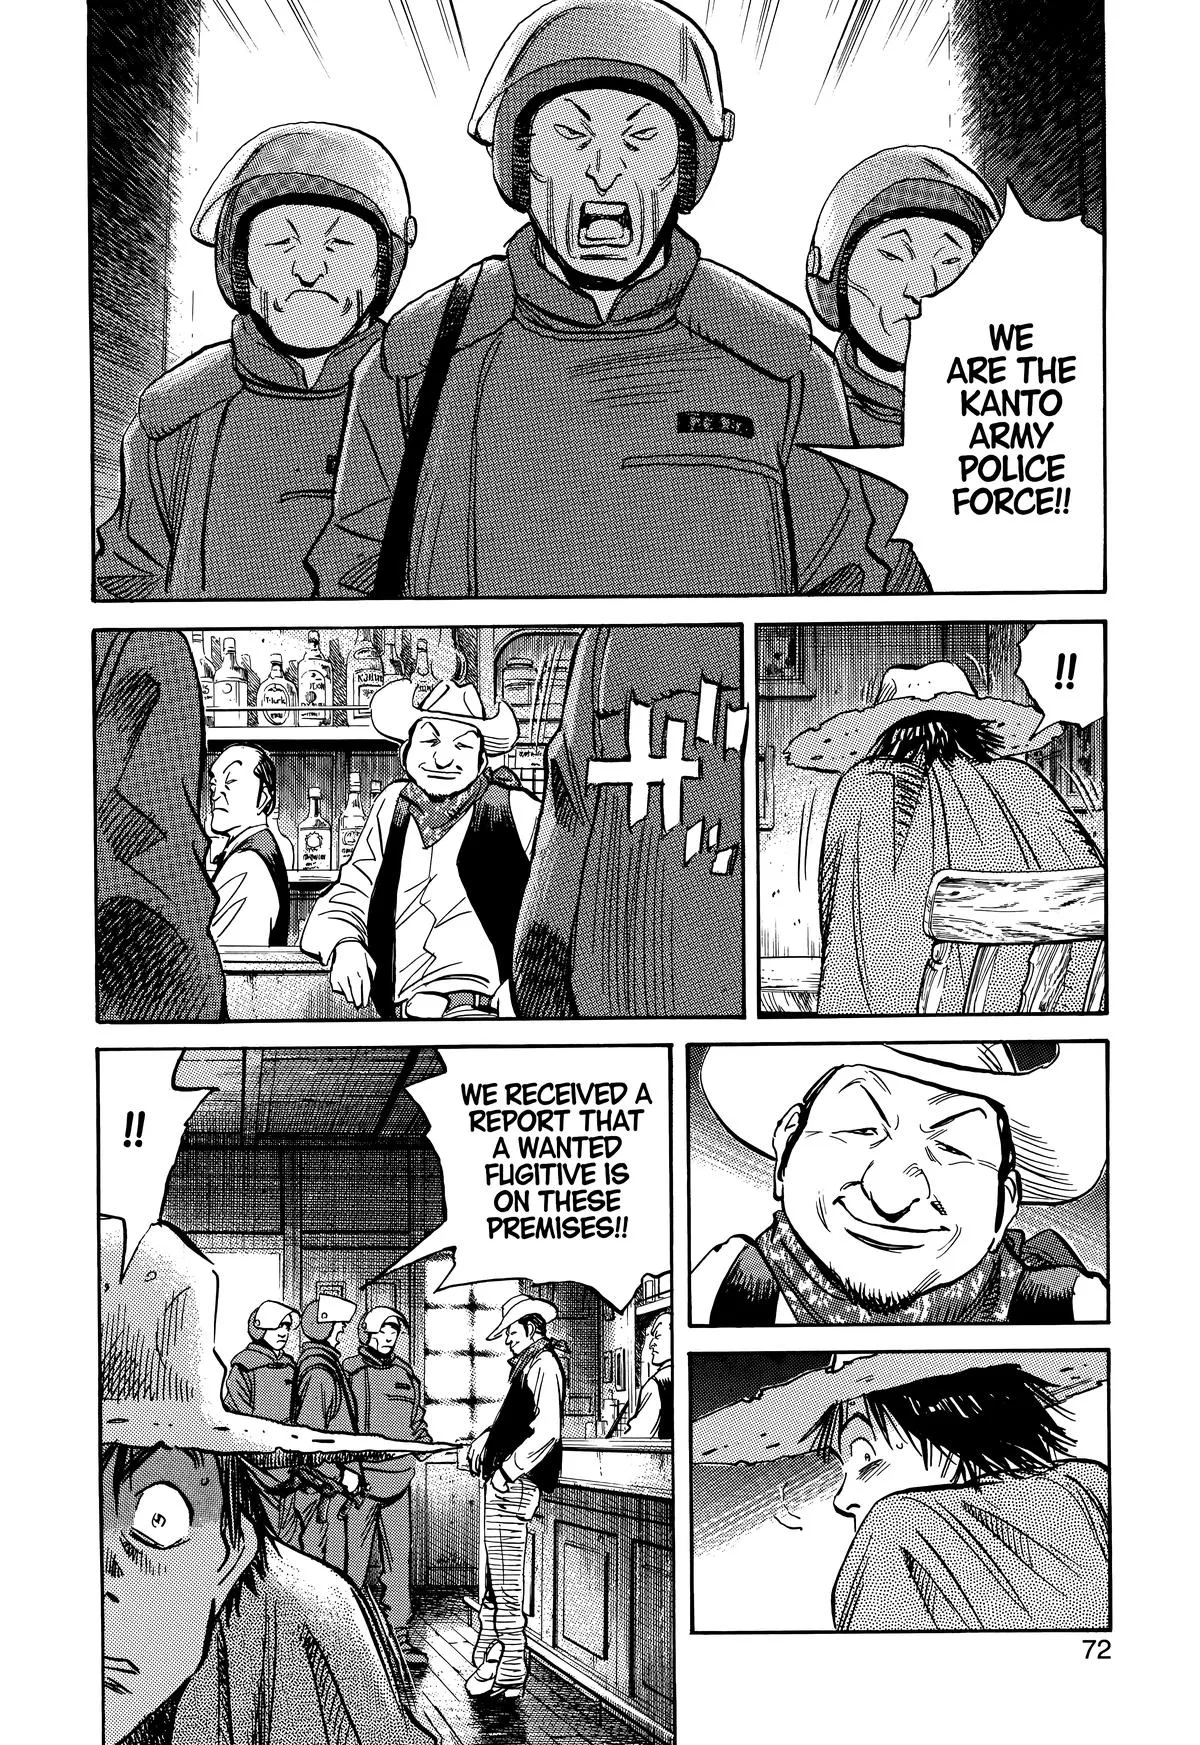 WE
ARE THE
KANTO
ARMY
POLICE
FORCE!!
!!
WE RECEIVED A
REPORT THAT
A WANTED
FUGITIVE IS
ON THESE
PREMISES!!
!!
72